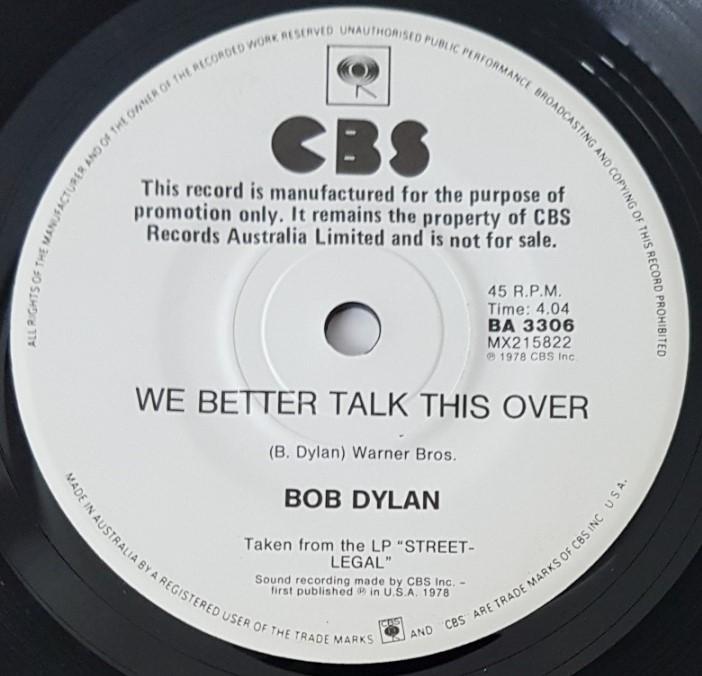 ALL RIGHTS OF THE MANUFACTURER AND OF THE OWNER OF THE RECORDED WORK RESERVED UNAUTHORISED PUBLIC PERFORMANCE BROADCASTING AND COPYING OF THIS RECORD PROHIBITED
CBS
This record is manufactured for the purpose of
promotion only. It remains the property of CBS
Records Australia Limited and is not for sale.
45 R.P.M.
Time: 4.04
BA 3306
MX215822
℗ 1978 CBS Inc.
WE BETTER TALK THIS OVER
(B. Dylan) Warner Bros.
BOB DYLAN
Taken from the LP "STREET-
LEGAL"
Sound recording made by CBS Inc. –
first published ℗ in U.S.A. 1978
MADE IN AUSTRALIA BY A REGISTERED USER OF THE TRADE MARKS CBS AND "CBS" ARE TRADE MARKS OF CBS INC U S A.